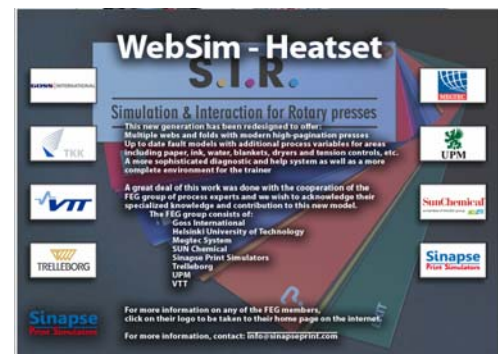 WebSim - Heatset
S.I.R.
Simulation & Interaction for Rotary presses
This new generation has been redesigned to offer:
Multiple webs and folds with modern high-pagination presses
Up to date fault models with additional process variables for areas
including paper, ink, water, blankets, dryers and tension controls, etc.
A more sophisticated diagnostic and help system as well as a more
complete environment for the trainer
A great deal of this work was done with the cooperation of the
FEG group of process experts and we wish to acknowledge their
specialized knowledge and contribution to this new model.
The FEG group consists of:
Goss International
Helsinki University of Technology
Megtec System
SUN Chemical
Sinapse Print Simulators
Trelleborg
UPM
VTT
For more information on any of the FEG members,
click on their logo to be taken to their home page on the internet.
For more information, contact: info@sinapseprint.com
GOSS INTERNATIONAL
TKK
VTT
TRELLEBORG
Sinapse
Print Simulators
MEGTEC
UPM
SunChemical
Sinapse
Print Simulators
EXIT